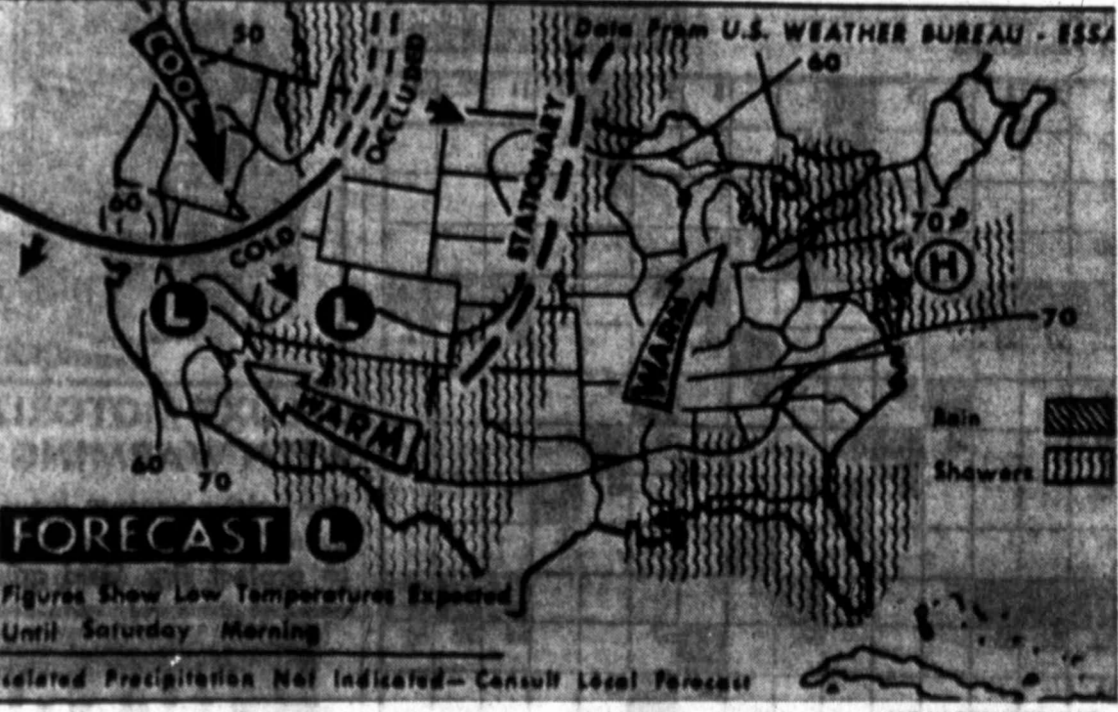 Data From U.S. WEATHER BUREAU - ESSA
50
COOL
OCCLUDED
60
STATIONARY
60
70
H
COLD
L
L
WARM
70
WARM
Rain
60
70
Showers
FORECAST
L
Figures Show Low Temperatures Expected
Until Saturday Morning
Precipitation Not Indicated— Consult Local Forecast